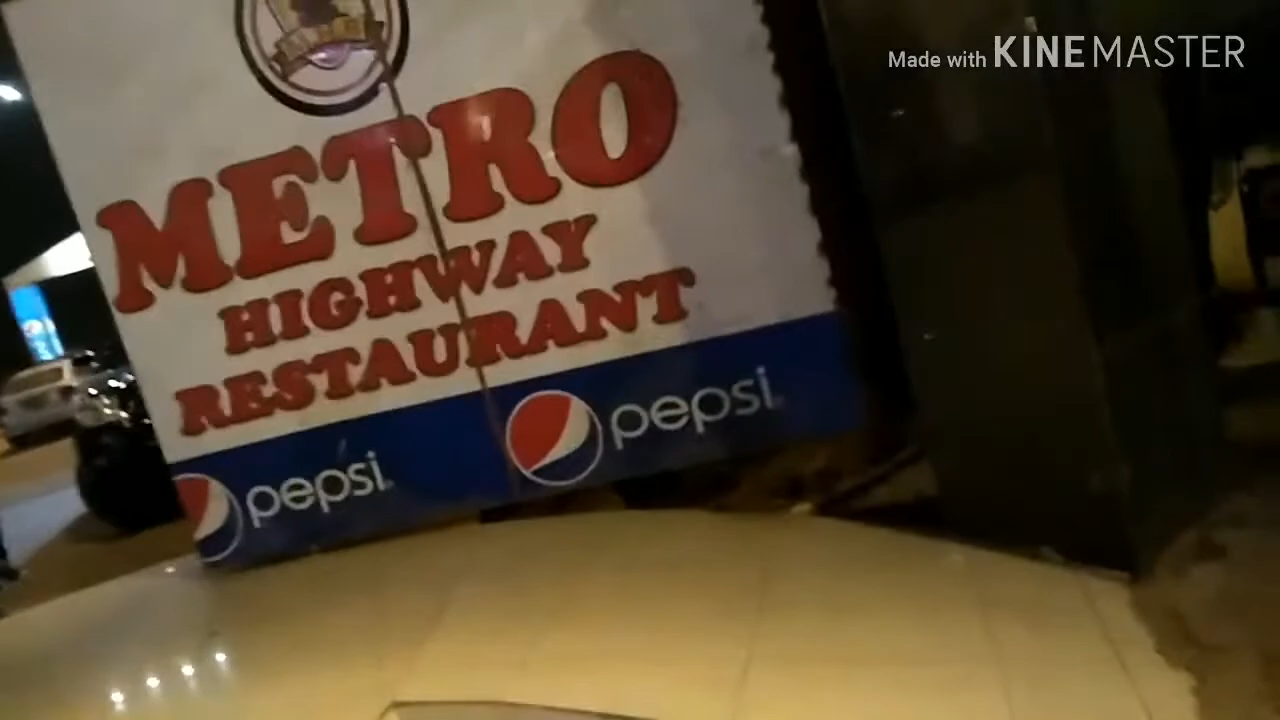 Made with KINEMASTER
METRO
HIGHWAY
RESTAURANT
pepsi
pepsi